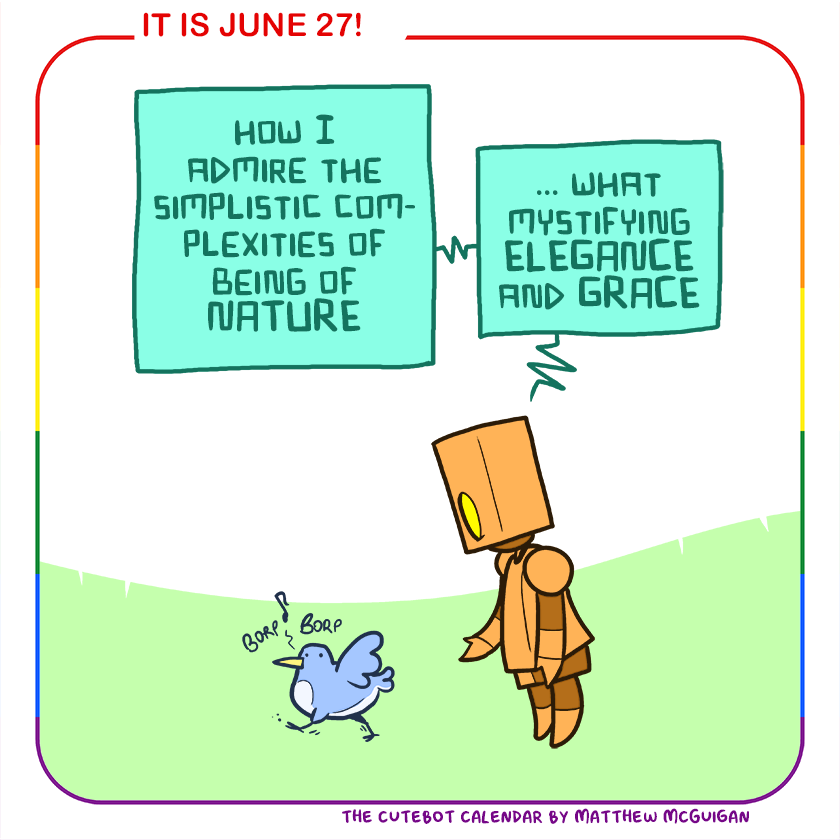 IT IS JUNE 27!
HOW I
ADMIRE THE
SIMPLISTIC COM-
PLEXITIES OF
BEING OF
NATURE
... WHAT
MYSTIFYING
ELEGANCE
AND GRACE
BORP BORP
THE CUTEBOT CALENDAR BY MATTHEW MCGUIGAN